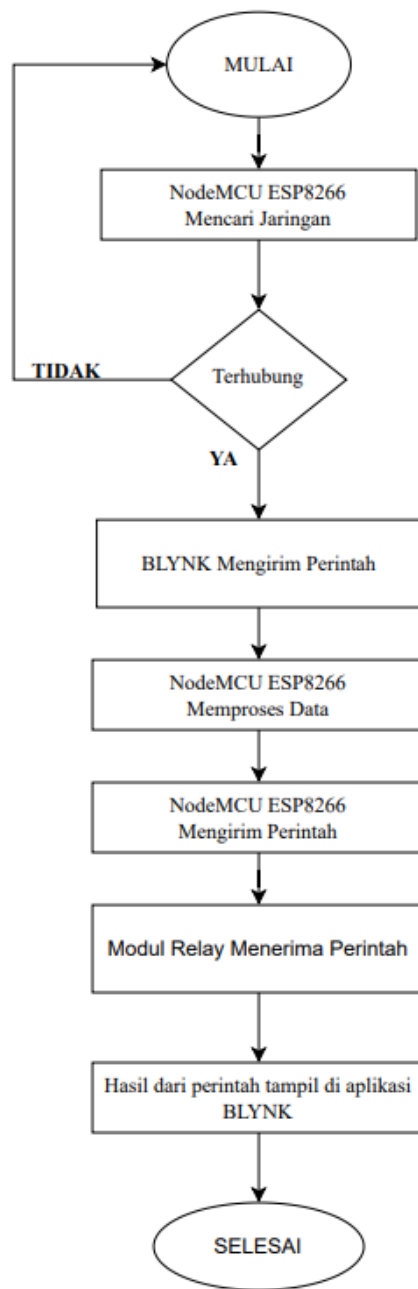 MULAI
NodeMCU ESP8266
Mencari Jaringan
Terhubung
TIDAK
YA
BLYNK Mengirim Perintah
NodeMCU ESP8266
Memproses Data
NodeMCU ESP8266
Mengirim Perintah
Modul Relay Menerima Perintah
Hasil dari perintah tampil di aplikasi
BLYNK
SELESAI